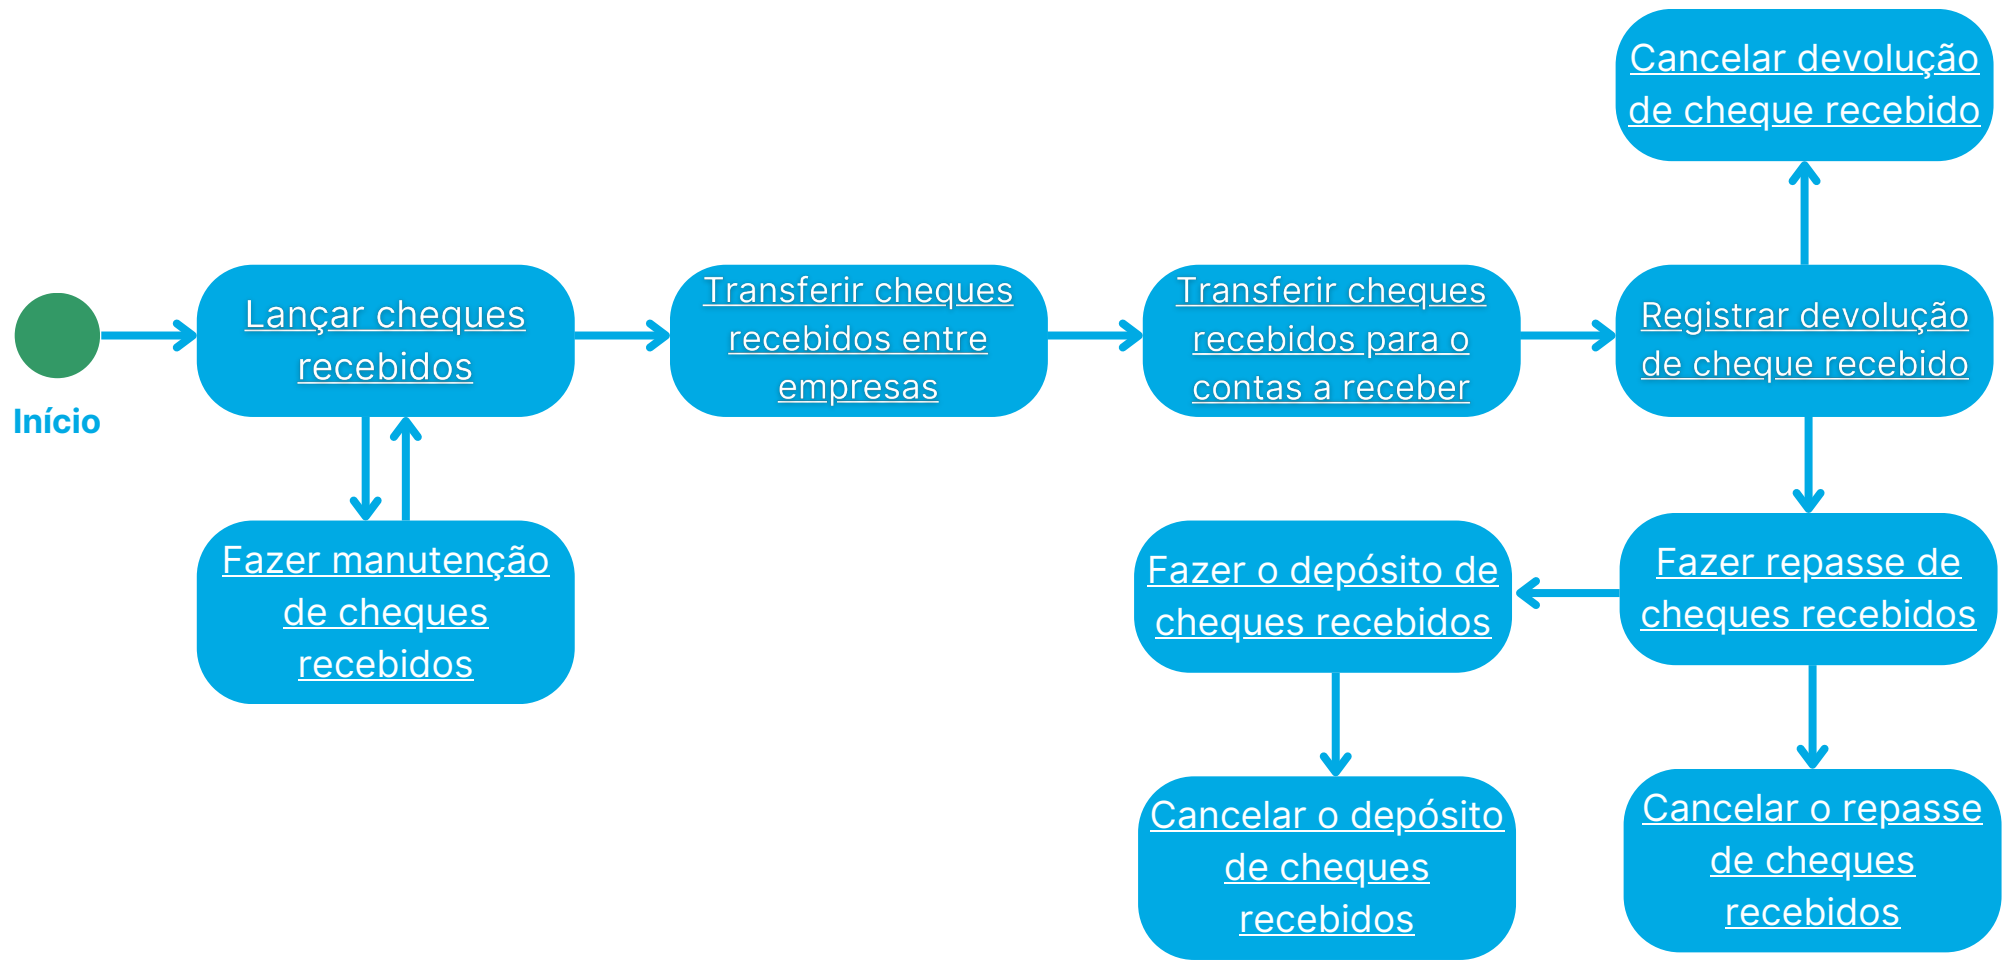 Cancelar devolução
de cheque recebido
Início
Lançar cheques
recebidos
Transferir cheques
recebidos entre
empresas
Transferir cheques
recebidos para o
contas a receber
Registrar devolução
de cheque recebido
Fazer manutenção
de cheques
recebidos
Fazer o depósito de
cheques recebidos
Fazer repasse de
cheques recebidos
Cancelar o depósito
de cheques
recebidos
Cancelar o repasse
de cheques
recebidos